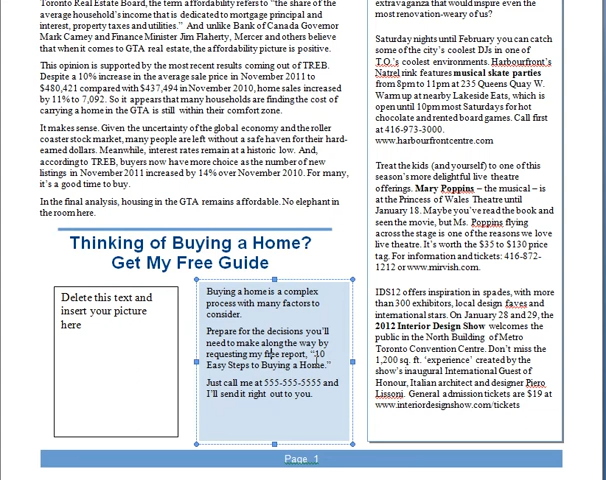 Toronto Real Estate Board, the term affordability refers to "the share of the
average household's income that is dedicated to mortgage principal and
interest, property taxes and utilities." And unlike Bank of Canada Governor
Mark Carney and Finance Minister Jim Flaherty, Mercer and others believe
that when it comes to GTA real estate, the affordability picture is positive.
This opinion is supported by the most recent results coming out of TREB.
Despite a 10% increase in the average sale price in November 2011 to
$480,421 compared with $437,494 in November 2010, home sales increased
by 11% to 7,092. So it appears that many households are finding the cost of
carrying a home in the GTA is still within their comfort zone.
It makes sense. Given the uncertainty of the global economy and the roller
coaster stock market, many people are left without a safe haven for their hard-
earned dollars. Meanwhile, interest rates remain at a historic low. And,
according to TREB, buyers now have more choice as the number of new
listings in November 2011 increased by 14% over November 2010. For many,
it's a good time to buy.
In the final analysis, housing in the GTA remains affordable. No elephant in
the room here.
Thinking of Buying a Home?
Get My Free Guide
Delete this text and
insert your picture
here
Buying a home is a complex
process with many factors to
consider.
Prepare for the decisions you'll
need to make along the way by
requesting my free report, "10
Easy Steps to Buying a Home."
Just call me at 555-555-5555 and
I'll send it right out to you.
extravaganza that would inspire even the
most renovation-weary of us?
Saturday nights until February you can catch
some of the city's coolest DJs in one of
T.O.'s coolest environments. Harbourfront's
Natrel rink features musical skate parties
from 8pm to 11pm at 235 Queens Quay W.
Warm up at nearby Lakeside Eats, which is
open until 10pm most Saturdays for hot
chocolate and rented board games. Call first
at 416-973-3000.
www.harbourfrontcentre.com
Treat the kids (and yourself) to one of this
season's more delightful live theatre
offerings. Mary Poppins – the musical – is
at the Princess of Wales Theatre until
January 18. Maybe you've read the book and
seen the movie, but Ms. Poppins flying
across the stage is one of the reasons we love
live theatre. It's worth the $35 to $130 price
tag. For information and tickets: 416-872-
1212 or www.mirvish.com.
IDS12 offers inspiration in spades, with more
than 300 exhibitors, local design faves and
international stars. On January 28 and 29, the
2012 Interior Design Show welcomes the
public in the North Building of Metro
Toronto Convention Centre. Don't miss the
1,200 sq. ft. 'experience' created by the
show's inaugural International Guest of
Honour, Italian architect and designer Piero
Lissoni. General admission tickets are $19 at
www.interiordesignshow.com/tickets
Page 1